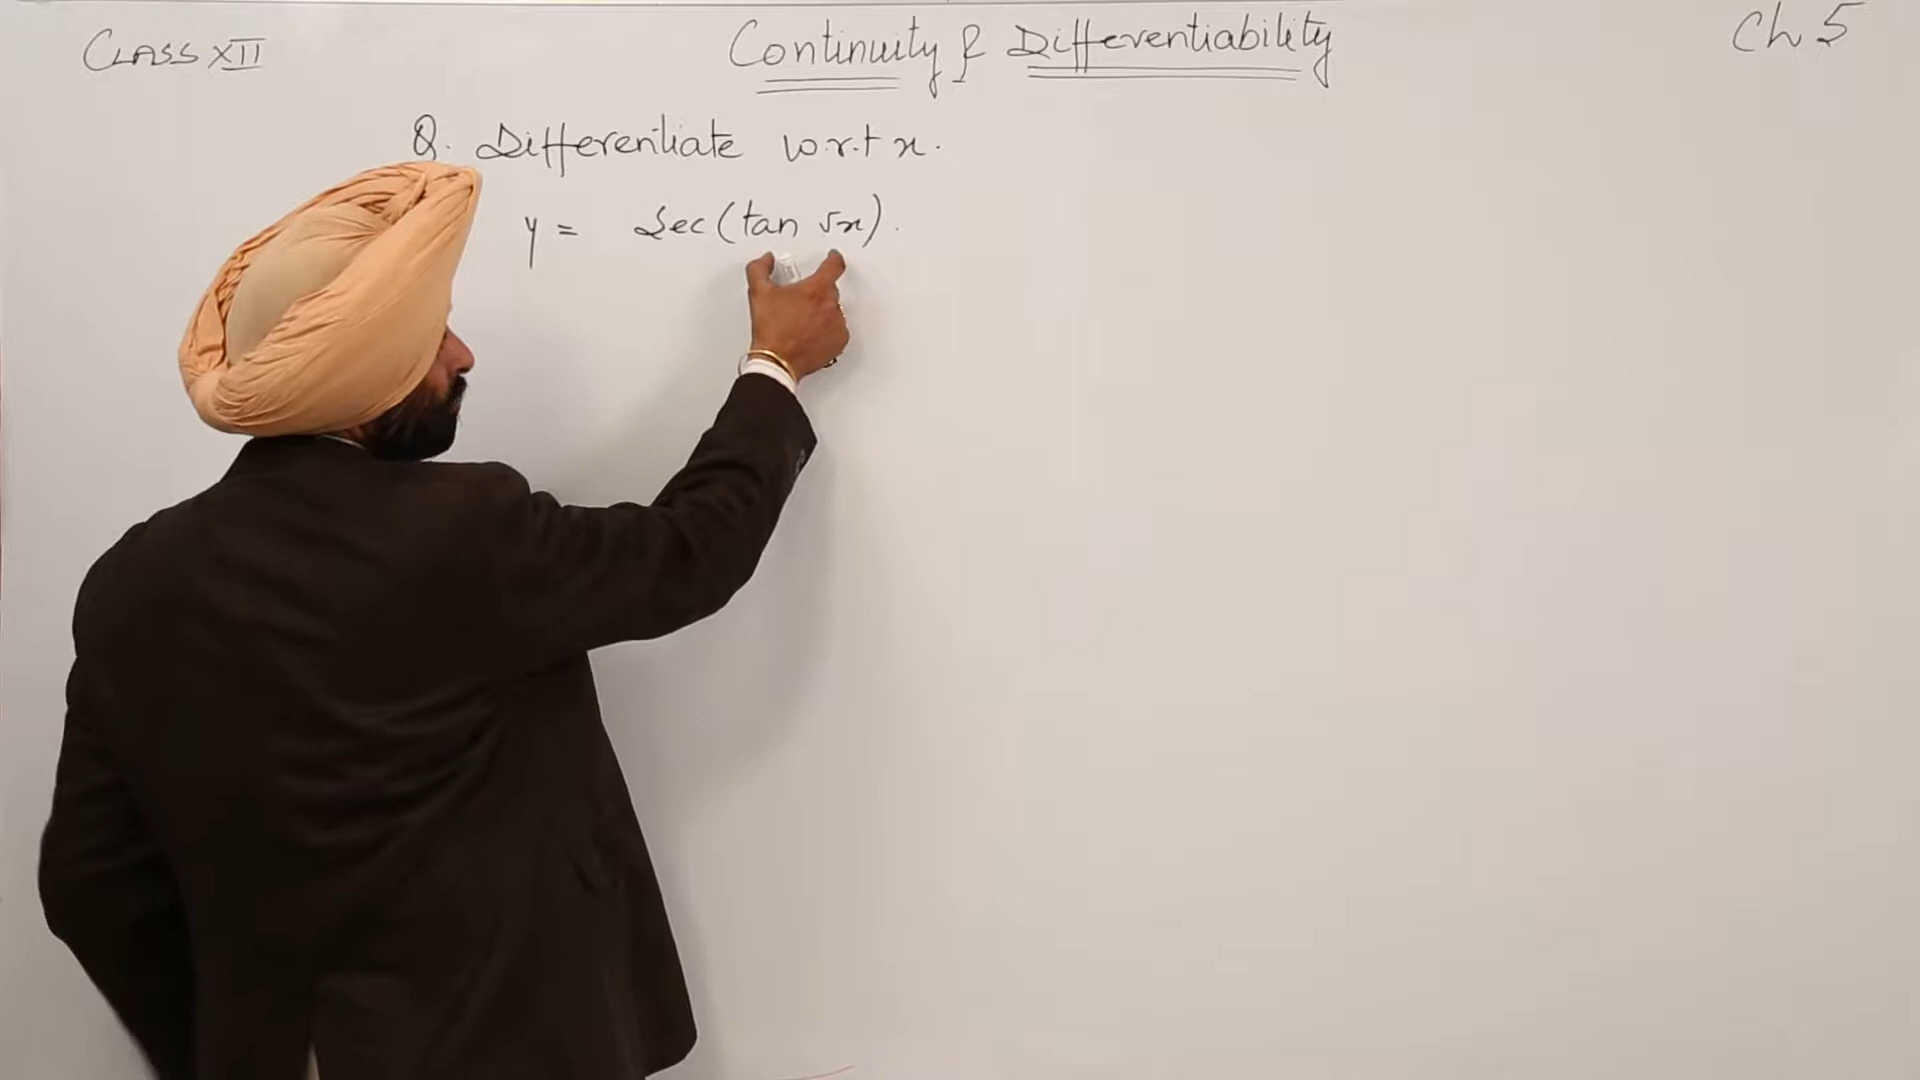 CLASS XII
Continuity & Differentiability
Ch 5
Q. Differentiate w.r.t x.
y = Sec(tan √x).